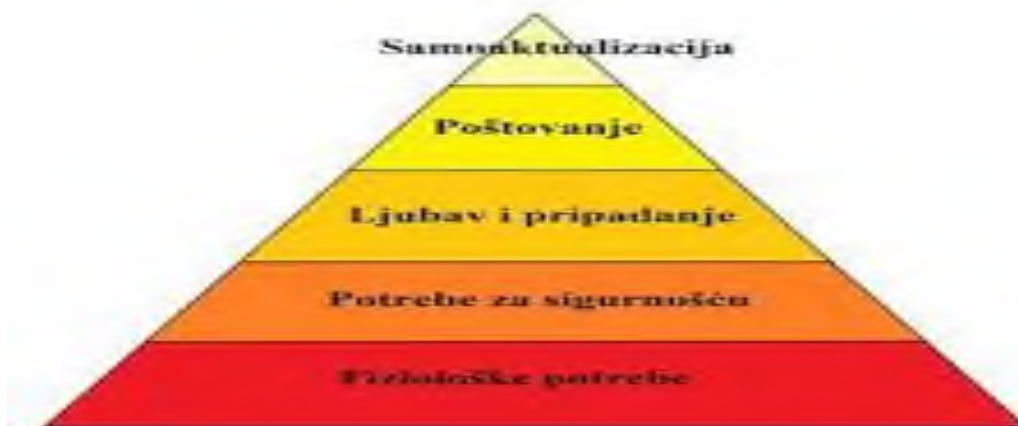 Samoaktualizacija
Poštovanje
Ljubav i pripadanje
Potrebe za sigurnošću
Fiziološke potrebe